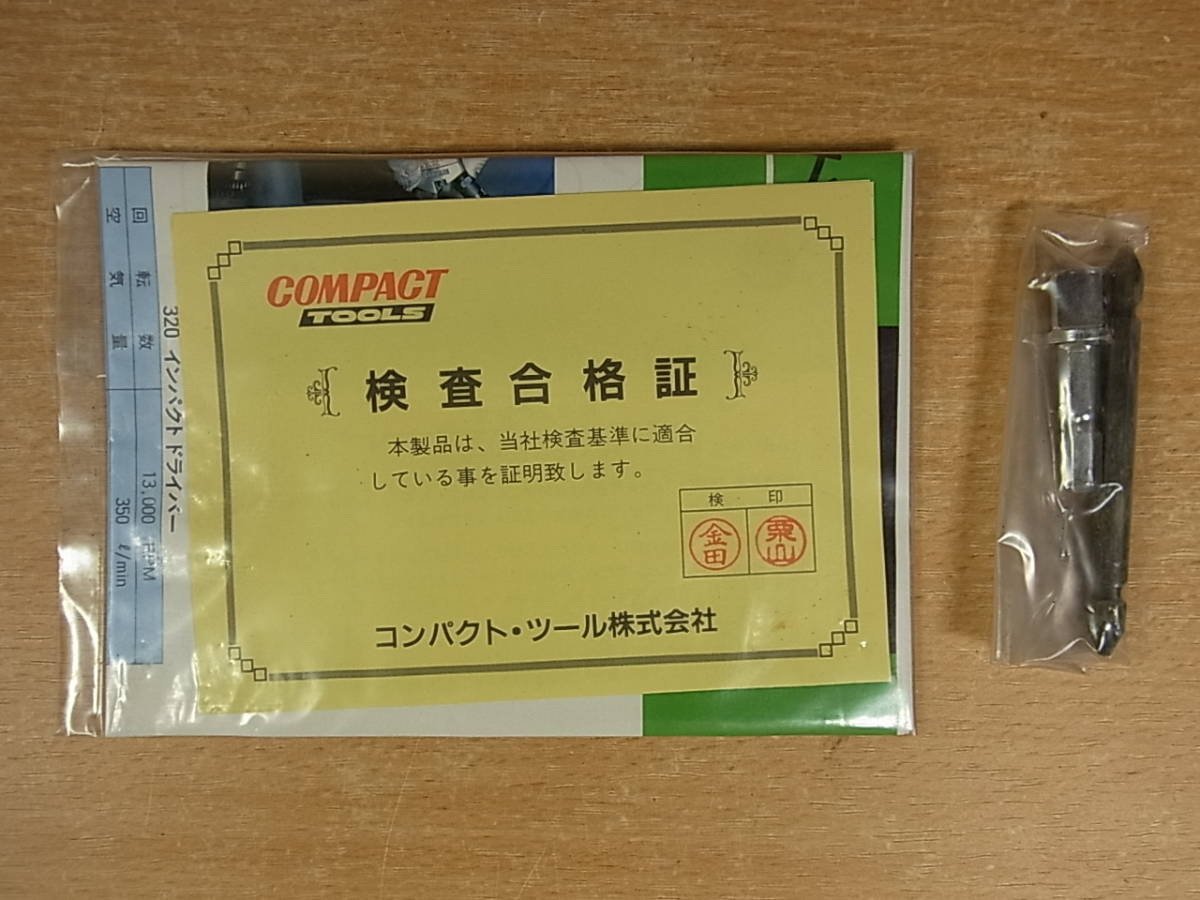 COMPACT
TOOLS
検査合格証
本製品は、当社検査基準に適合
している事を証明致します。
検 印
金田
栗山
コンパクト・ツール株式会社
320 インパクトドライバー
回転数 13,000 RPM
空気量 350 ℓ/min